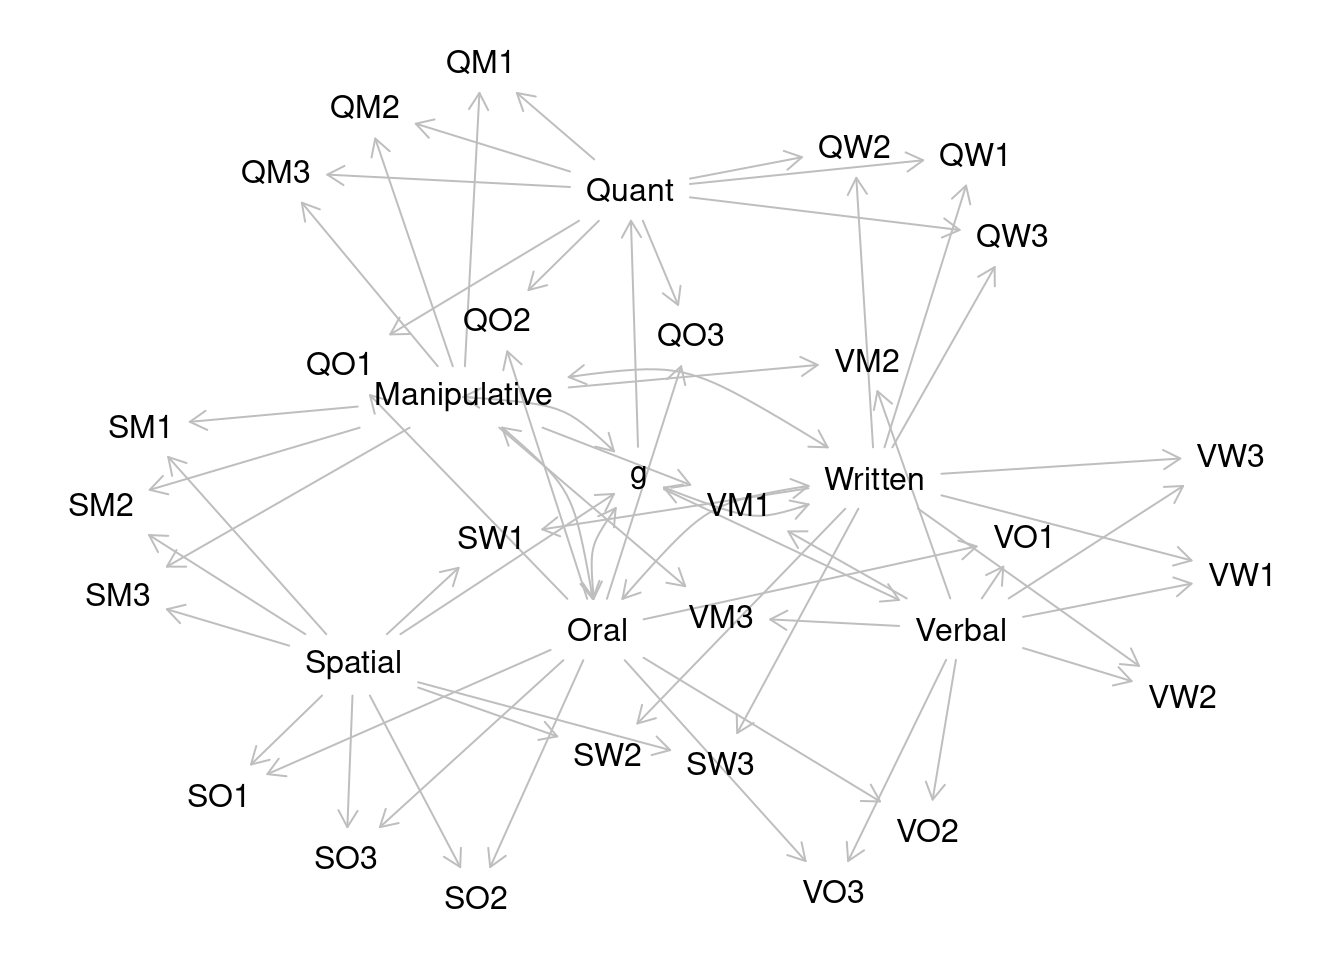 QM1
QM2
QW2
QW1
QM3
Quant
QW3
QO2
QO3
QO1
VM2
Manipulative
SM1
VW3
g
Written
SM2
VM1
SW1
VO1
VW1
SM3
VM3
Oral
Verbal
Spatial
VW2
SW2
SW3
SO1
VO2
SO3
VO3
SO2